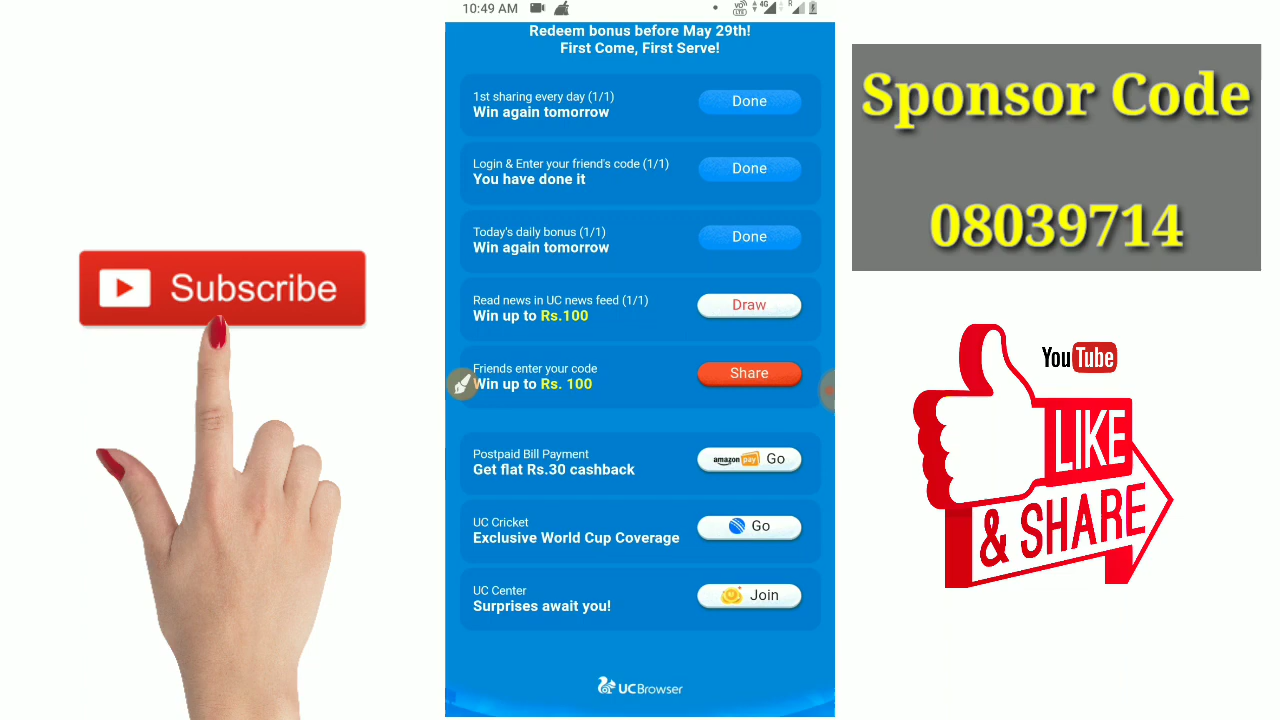 10:49 AM
VO
LTE
4G
R
Redeem bonus before May 29th!
First Come, First Serve!
1st sharing every day (1/1)
Win again tomorrow
Done
Login & Enter your friend's code (1/1)
You have done it
Done
Today's daily bonus (1/1)
Win again tomorrow
Done
Read news in UC news feed (1/1)
Win up to Rs.100
Draw
Friends enter your code
Win up to Rs. 100
Share
Postpaid Bill Payment
Get flat Rs.30 cashback
amazon pay Go
UC Cricket
Exclusive World Cup Coverage
Go
UC Center
Surprises await you!
Join
UC Browser
Subscribe
Sponsor Code
08039714
YouTube
LIKE
& SHARE